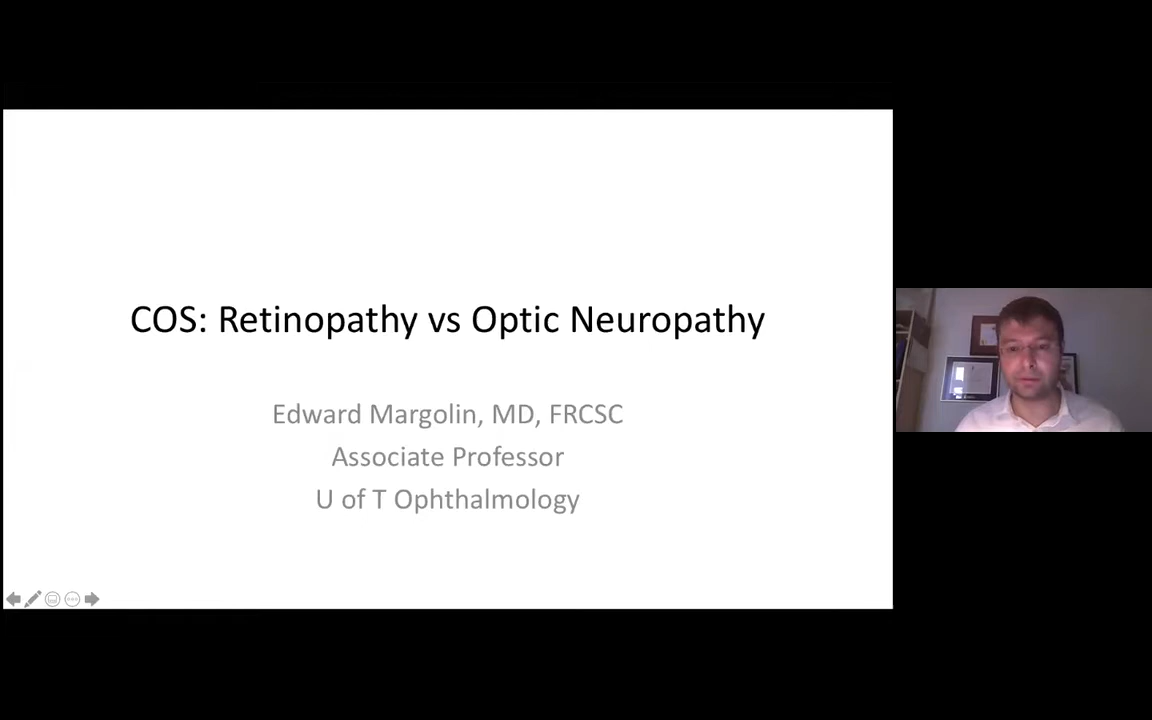 COS: Retinopathy vs Optic Neuropathy
Edward Margolin, MD, FRCSC
Associate Professor
U of T Ophthalmology